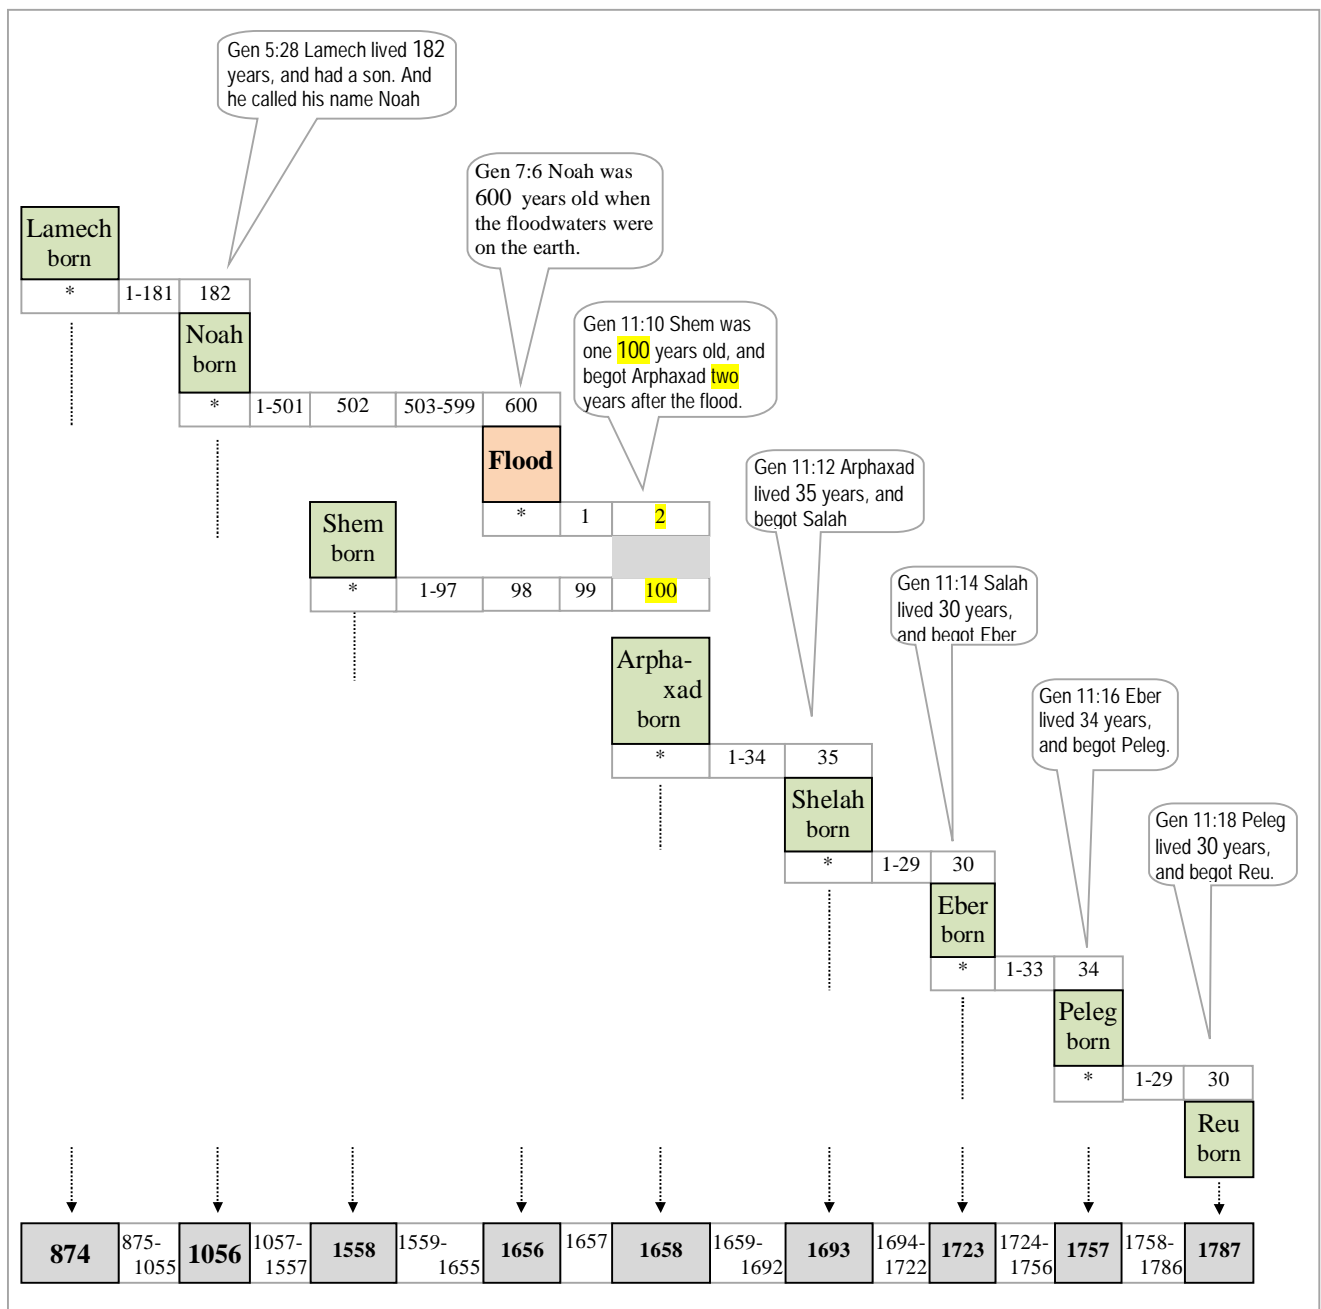 Gen 5:28 Lamech lived 182
years, and had a son. And
he called his name Noah
Gen 7:6 Noah was
600 years old when
the floodwaters were
on the earth.
Lamech
born
* 1-181 182
Noah
born
Gen 11:10 Shem was
one 100 years old, and
begot Arphaxad two
years after the flood.
* 1-501 502 503-599 600
Flood
Gen 11:12 Arphaxad
lived 35 years, and
begot Salah
* 1 2
Shem
born
* 1-97 98 99 100
Gen 11:14 Salah
lived 30 years,
and begot Eber
Arpha-
xad
born
* 1-34 35
Gen 11:16 Eber
lived 34 years,
and begot Peleg.
Shelah
born
* 1-29 30
Gen 11:18 Peleg
lived 30 years,
and begot Reu.
Eber
born
* 1-33 34
Peleg
born
* 1-29 30
Reu
born
874 875-1055 1056 1057-1557 1558 1559-1655 1656 1657 1658 1659-1692 1693 1694-1722 1723 1724-1756 1757 1758-1786 1787